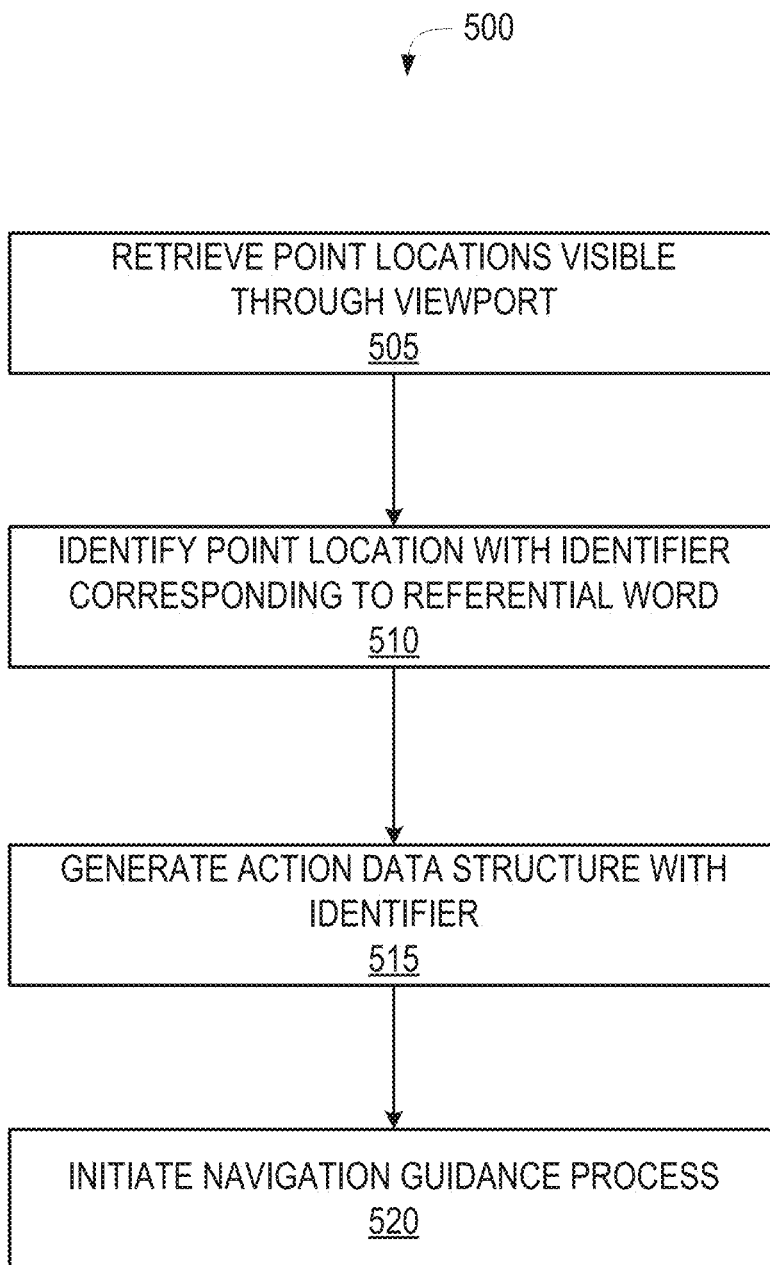 500
RETRIEVE POINT LOCATIONS VISIBLE
THROUGH VIEWPORT
505
IDENTIFY POINT LOCATION WITH IDENTIFIER
CORRESPONDING TO REFERENTIAL WORD
510
GENERATE ACTION DATA STRUCTURE WITH
IDENTIFIER
515
INITIATE NAVIGATION GUIDANCE PROCESS
520